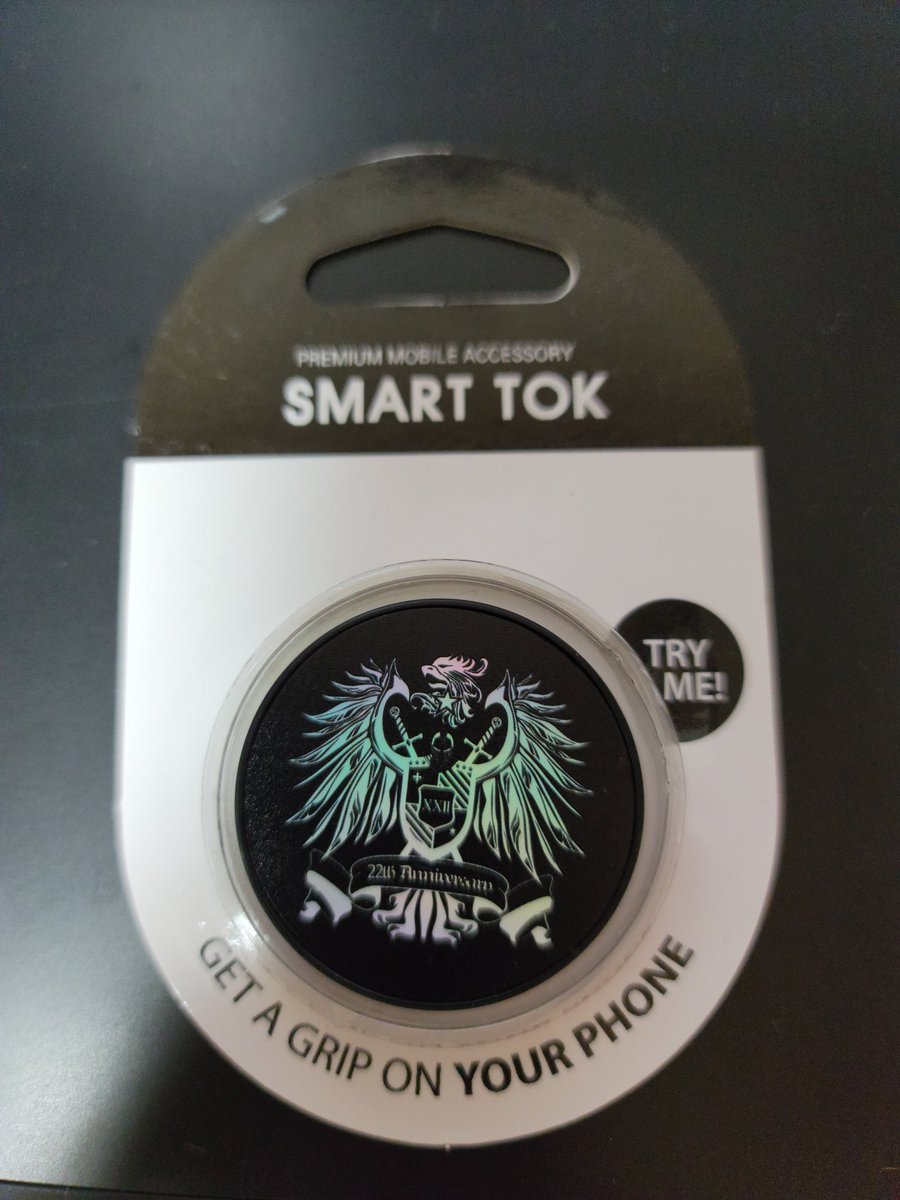 PREMIUM MOBILE ACCESSORY
SMART TOK
TRY
ME!
XXII
22th Anniversary
GET A GRIP ON YOUR PHONE